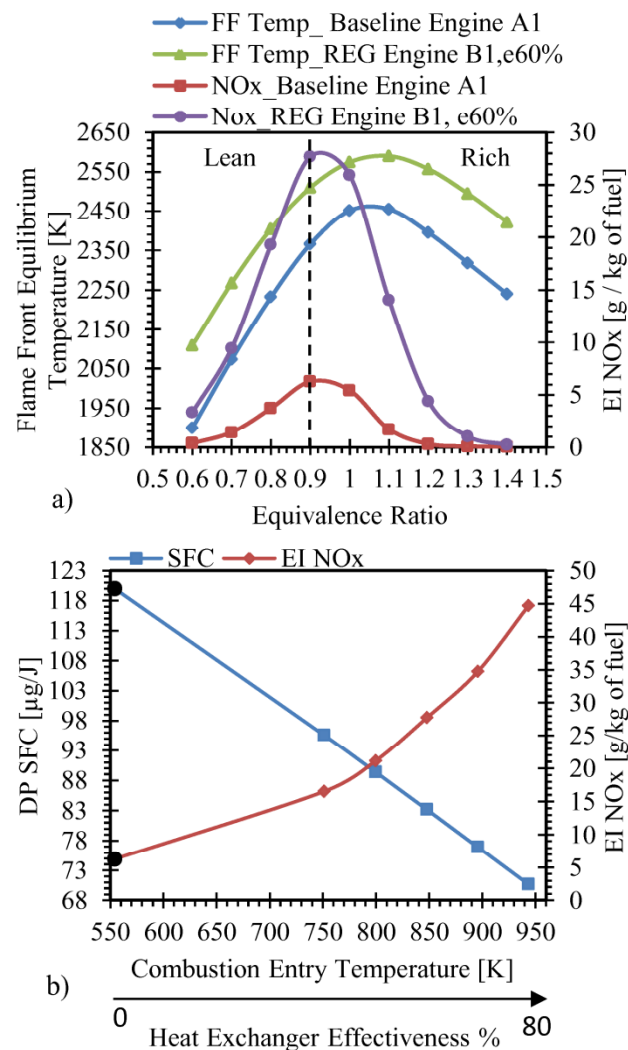 FF Temp_ Baseline Engine A1
FF Temp_REG Engine B1,e60%
NOx_Baseline Engine A1
Nox_REG Engine B1, e60%
2650
2550
2450
2350
2250
2150
2050
1950
1850
Flame Front Equilibrium
Temperature [K]
Lean
Rich
30
25
20
15
10
5
0
EI NOx [g / kg of fuel]
0.5 0.6 0.7 0.8 0.9 1 1.1 1.2 1.3 1.4 1.5
a)
Equivalence Ratio
SFC
EI NOx
123
118
113
108
103
98
93
88
83
78
73
68
DP SFC [µg/J]
50
45
40
35
30
25
20
15
10
5
0
EI NOx [g/kg of fuel]
550 600 650 700 750 800 850 900 950
Combustion Entry Temperature [K]
b)
0
80
Heat Exchanger Effectiveness %